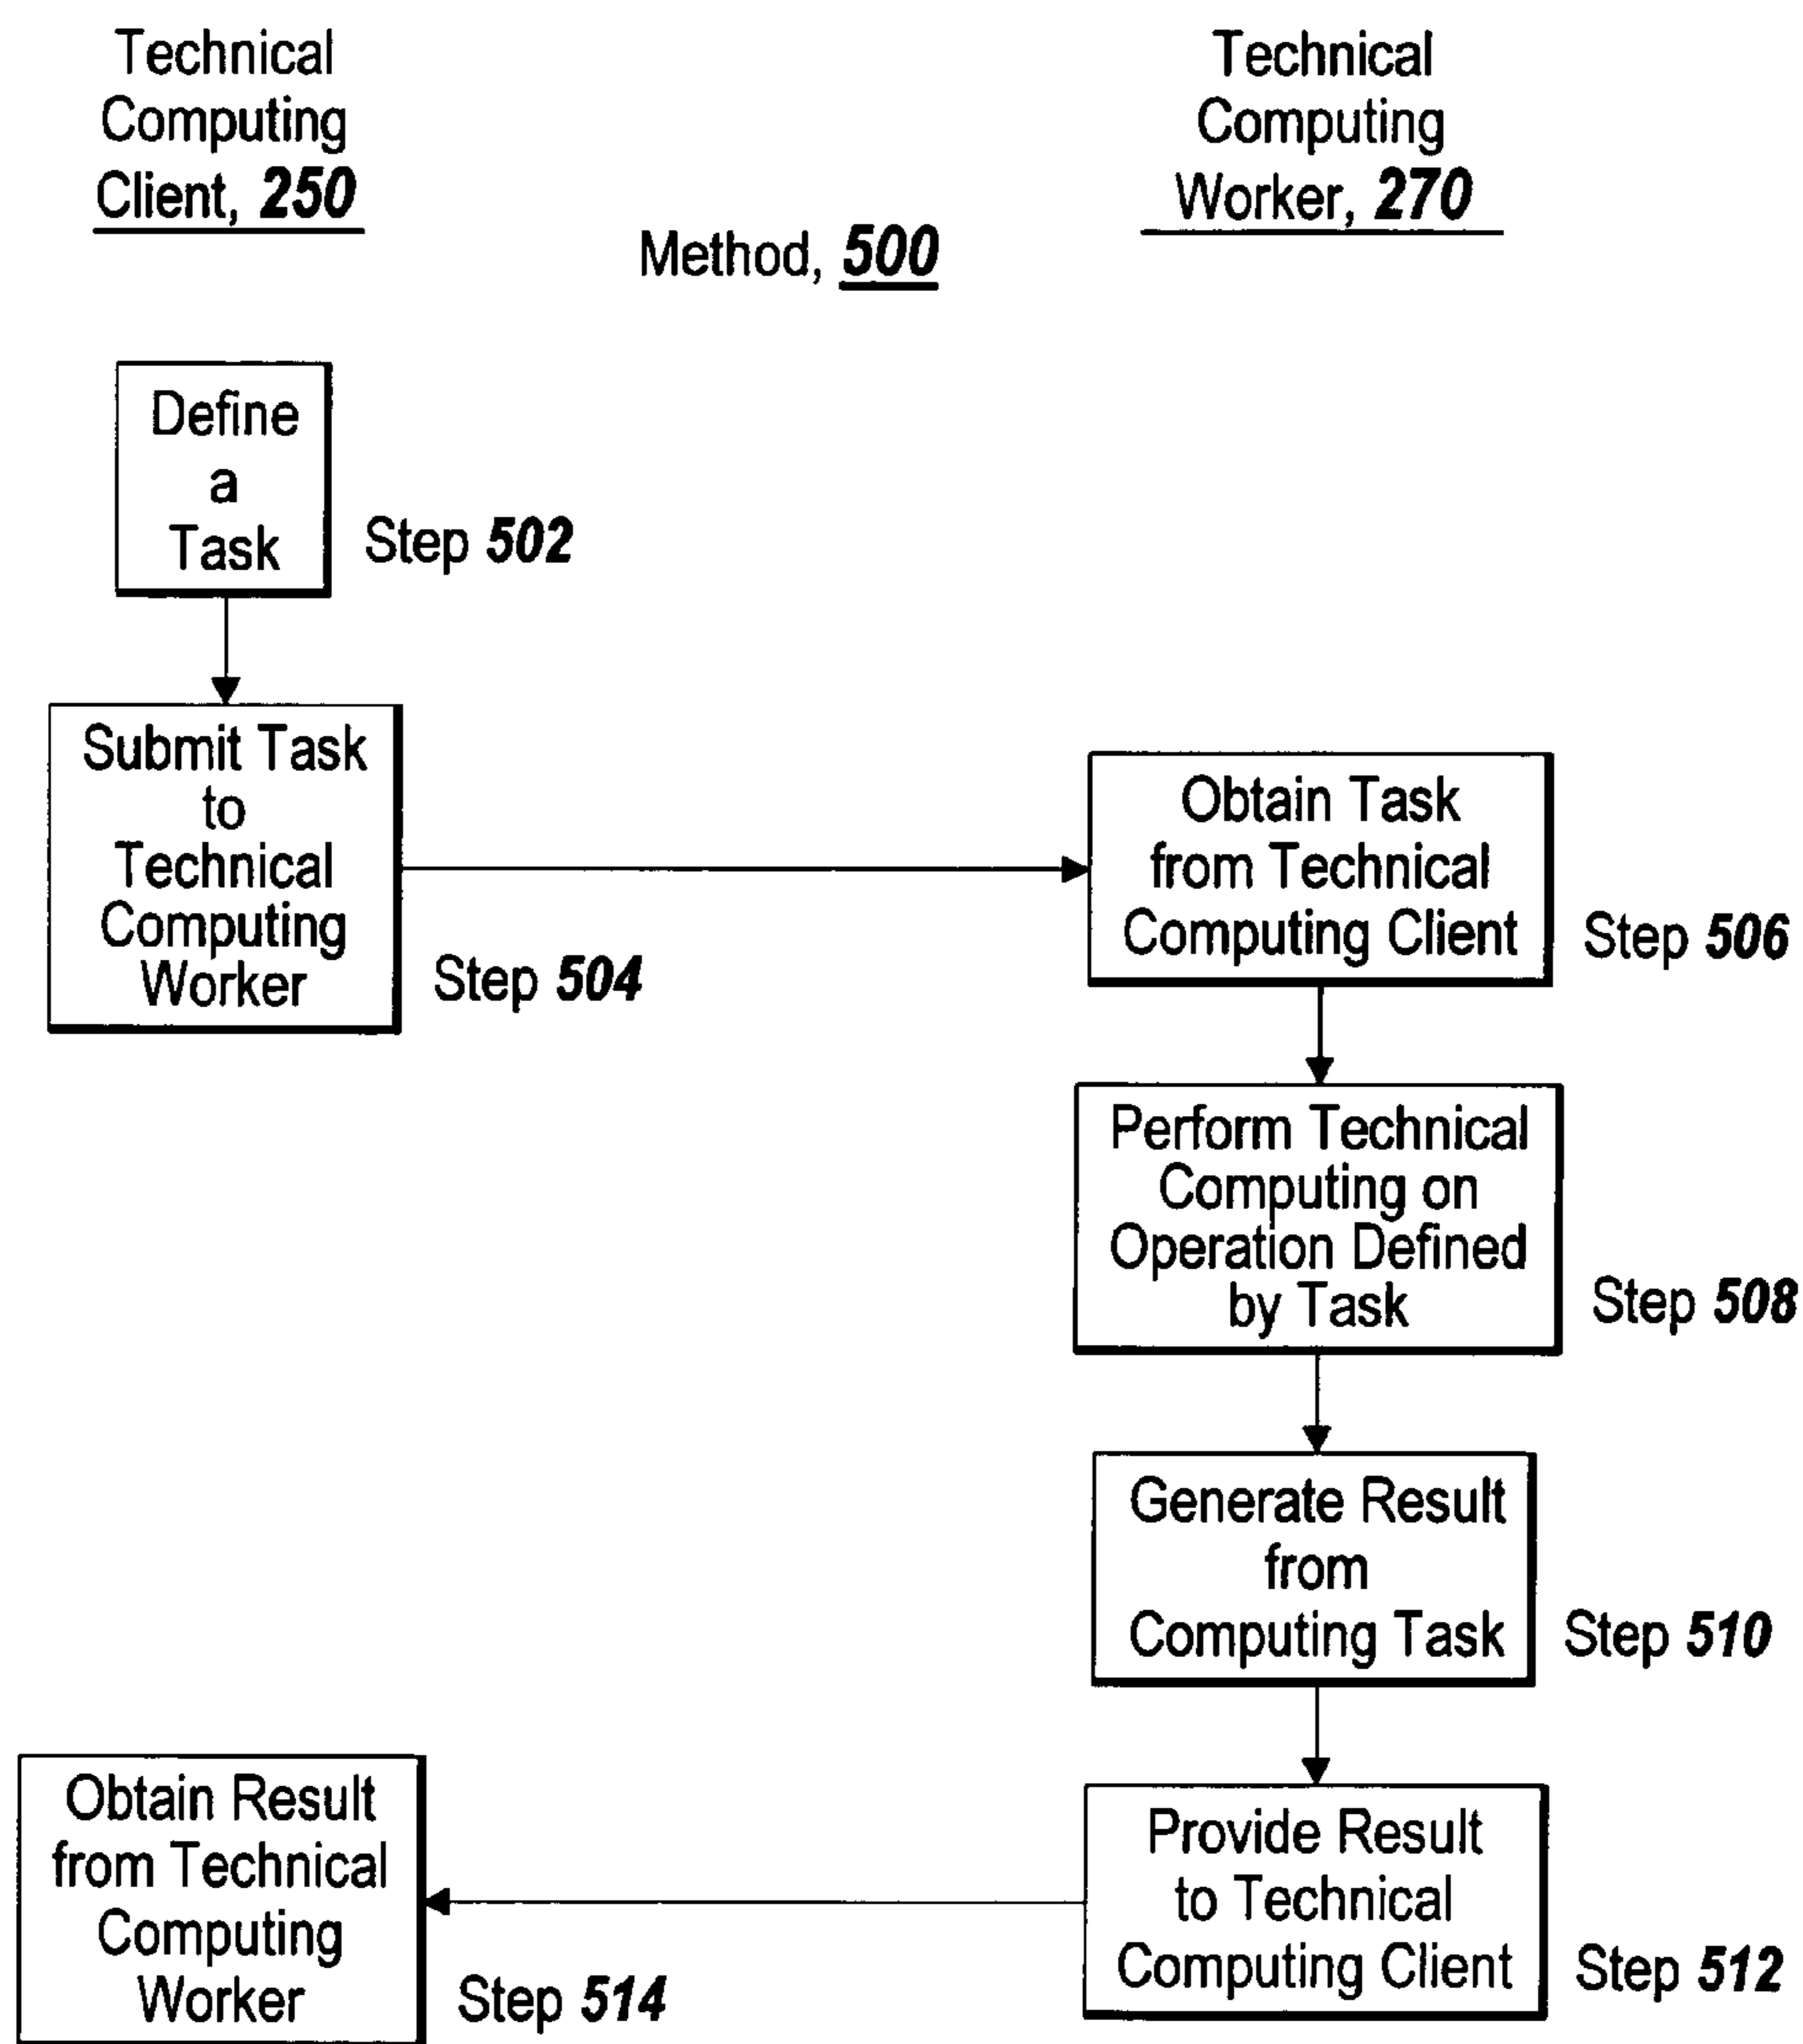 Technical
Computing
Client, 250
Technical
Computing
Worker, 270
Method, 500
Define
a
Task
Step 502
Submit Task
to
Technical
Computing
Worker
Step 504
Obtain Task
from Technical
Computing Client
Step 506
Perform Technical
Computing on
Operation Defined
by Task
Step 508
Generate Result
from
Computing Task
Step 510
Provide Result
to Technical
Computing Client
Step 512
Obtain Result
from Technical
Computing
Worker
Step 514